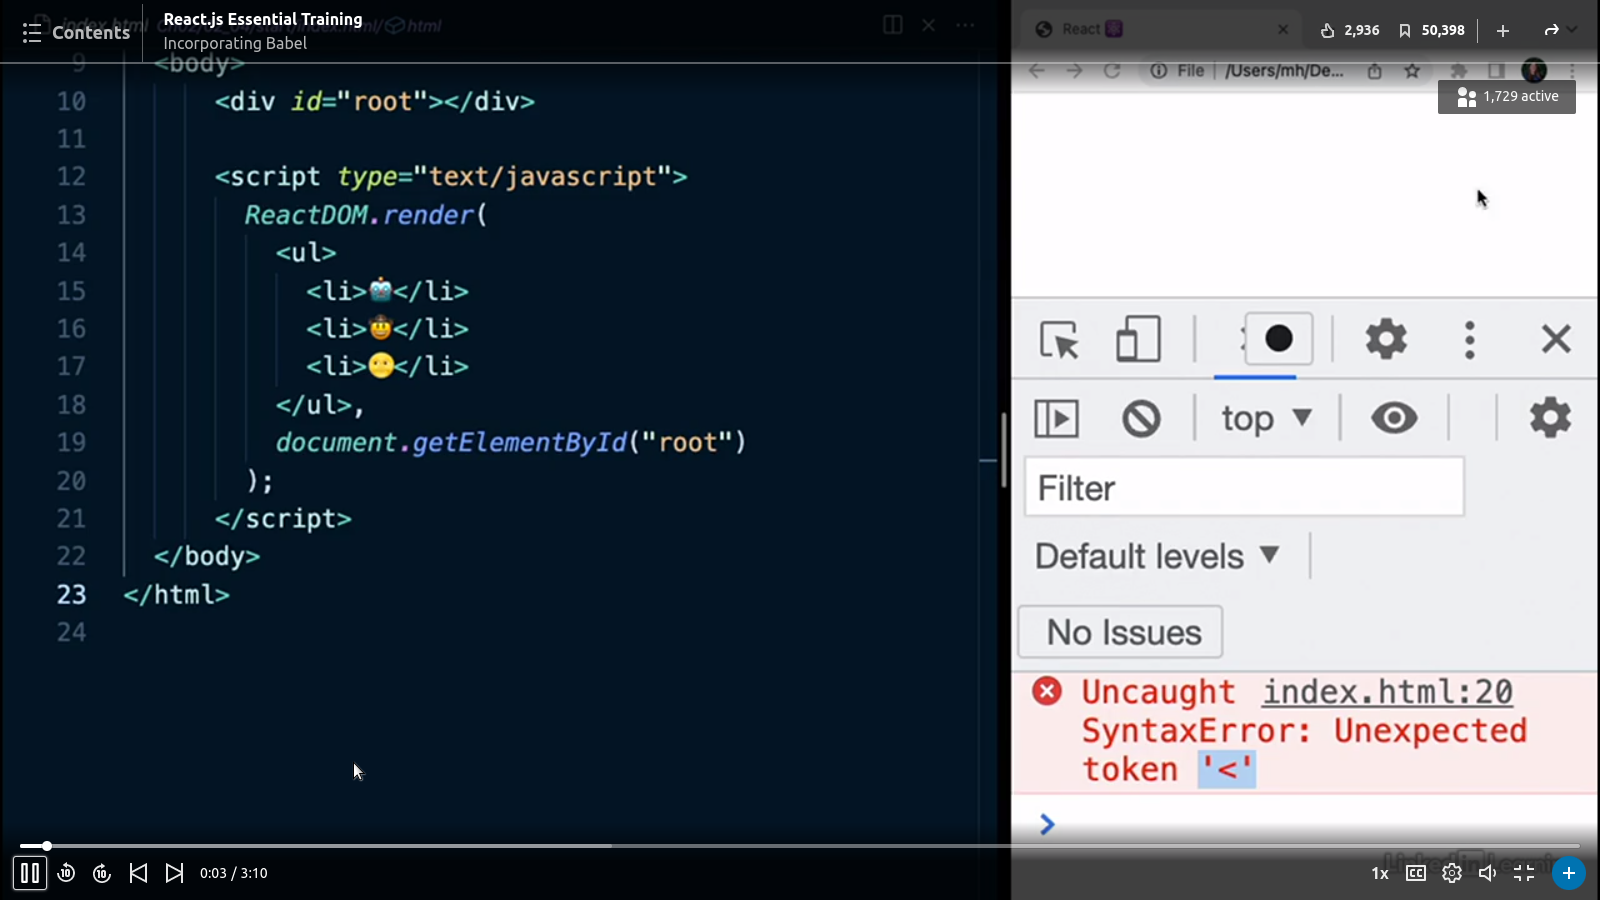 Contents
React.js Essential Training
Incorporating Babel
2,936
50,398
1,729 active
React
File
/Users/mh/De...
9 <body>
10 <div id="root"></div>
11
12 <script type="text/javascript">
13 ReactDOM.render(
14 <ul>
15 <li>🤖</li>
16 <li>🤠</li>
17 <li>🌝</li>
18 </ul>,
19 document.getElementById("root")
20 );
21 </script>
22 </body>
23 </html>
24
top
Filter
Default levels
No Issues
Uncaught index.html:20
SyntaxError: Unexpected
token '<'
0:03 / 3:10
1x
CC